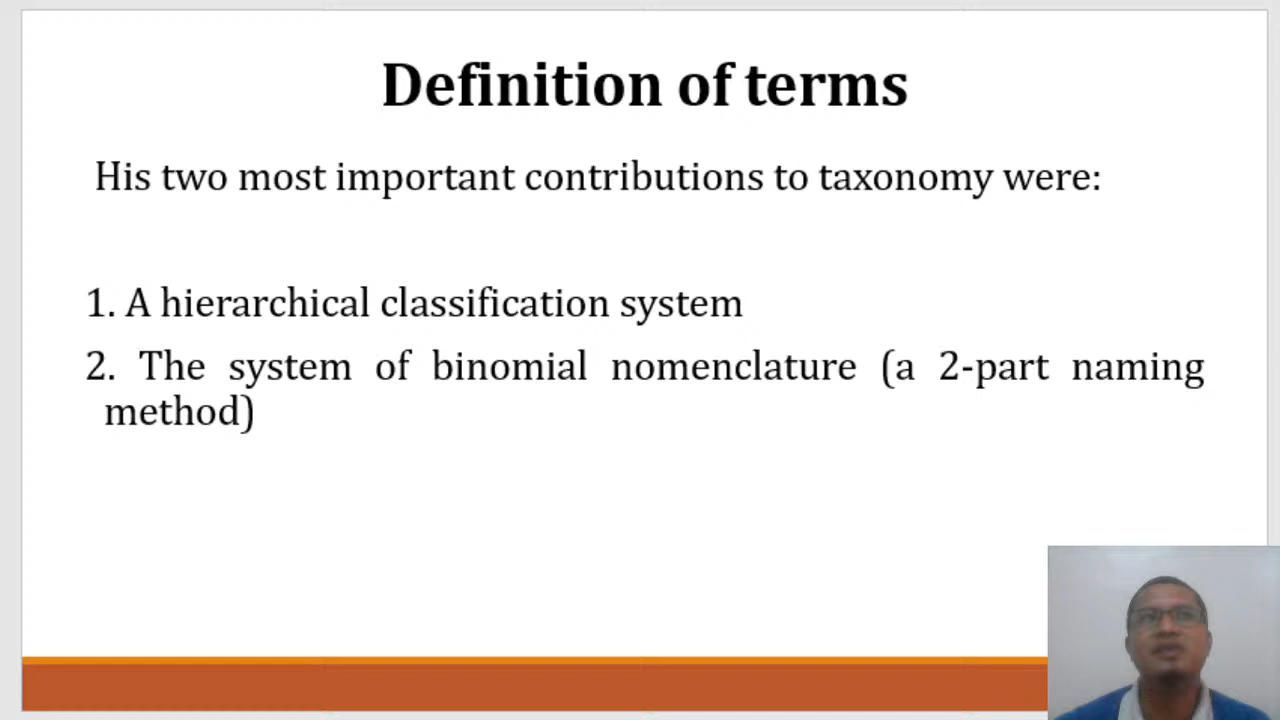 Definition of terms
His two most important contributions to taxonomy were:
1. A hierarchical classification system
2. The system of binomial nomenclature (a 2-part naming
method)